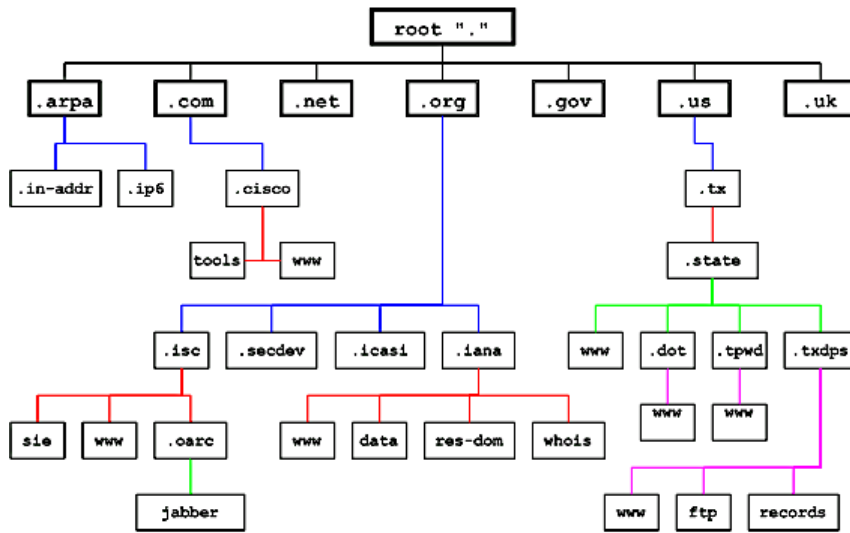 root "."
.arpa
.com
.net
.org
.gov
.us
.uk
.in-addr
.ip6
.cisco
.tx
tools
www
.state
.isc
.secdev
.icasi
.iana
www
.dot
.tpwd
.txdps
sie
www
.oarc
www
data
res-dom
whois
www
www
jabber
www
ftp
records